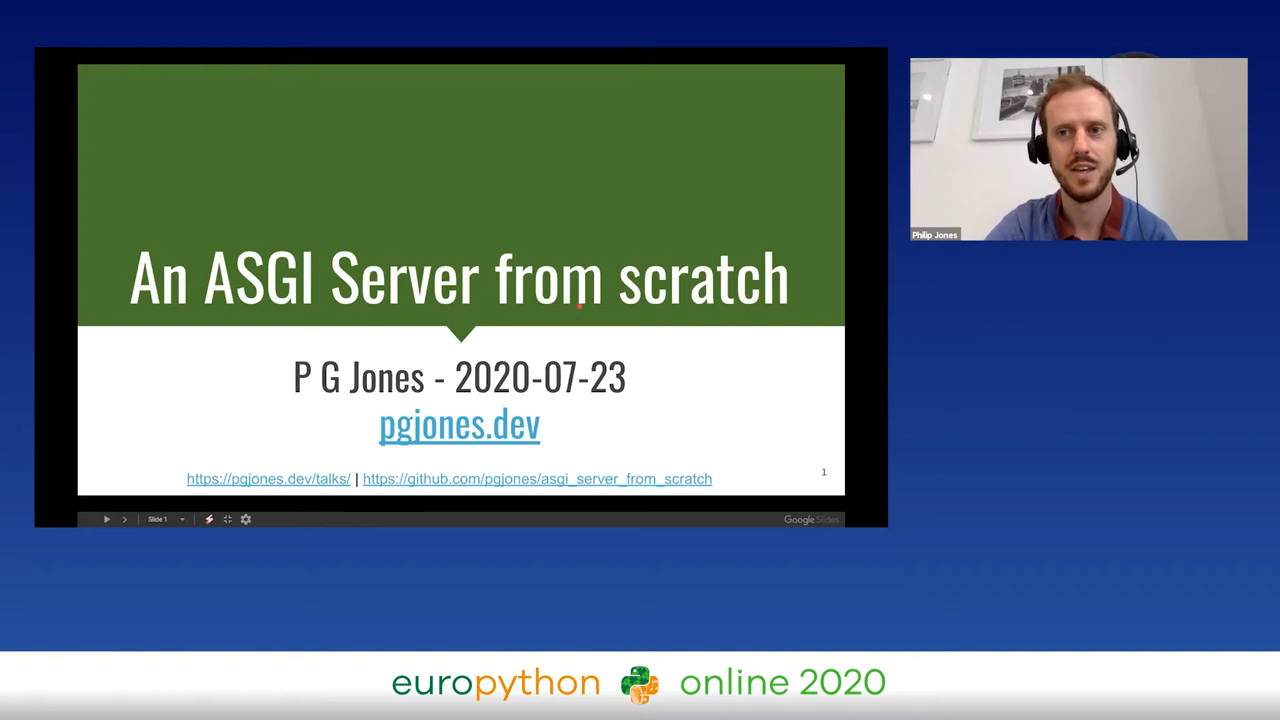 An ASGI Server from scratch
P G Jones - 2020-07-23
pgjones.dev
https://pgjones.dev/talks/ | https://github.com/pgjones/asgi_server_from_scratch
1
Slide 1
Google Slides
Philip Jones
europython online 2020